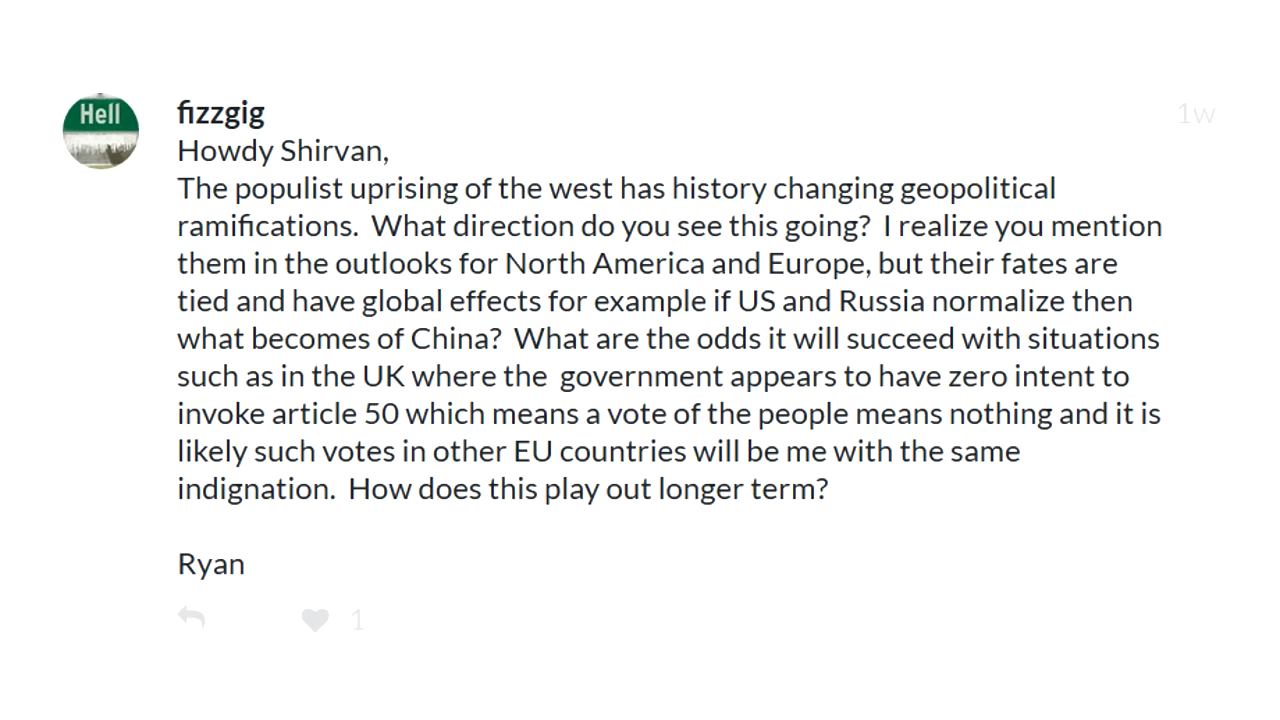 Hell
fizzgig
1w
Howdy Shirvan,
The populist uprising of the west has history changing geopolitical
ramifications.  What direction do you see this going?  I realize you mention
them in the outlooks for North America and Europe, but their fates are
tied and have global effects for example if US and Russia normalize then
what becomes of China?  What are the odds it will succeed with situations
such as in the UK where the  government appears to have zero intent to
invoke article 50 which means a vote of the people means nothing and it is
likely such votes in other EU countries will be me with the same
indignation.  How does this play out longer term?
Ryan
1